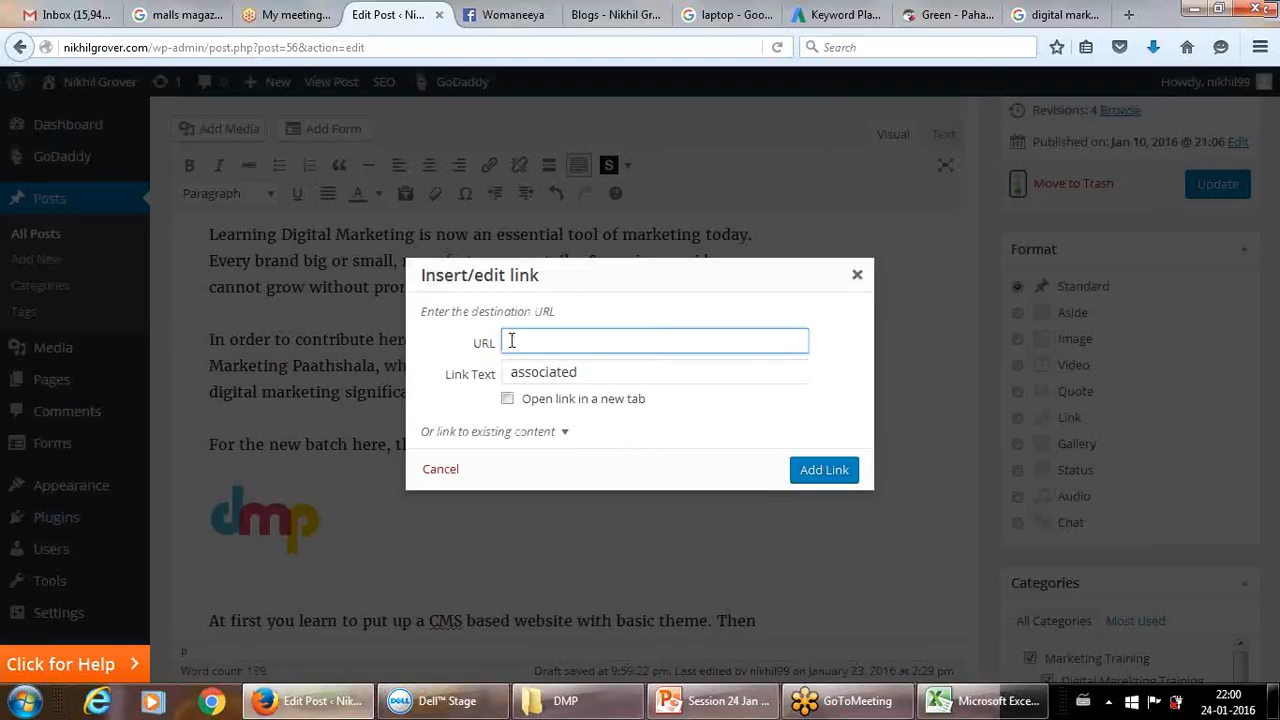 Inbox (15,94...
malls magaz...
My meeting...
Edit Post ‹ Ni...
Womaneeya
Blogs - Nikhil Gro...
laptop - Goo...
Keyword Pla...
Green - Paha...
digital mark...
nikhilgrover.com/wp-admin/post.php?post=56&action=edit
Search
Nikhil Grover 1 New View Post SEO GoDaddy Howdy, nikhil99
Dashboard
GoDaddy
Posts
All Posts
Add New
Categories
Tags
Media
Pages
Comments
Forms
Appearance
Plugins
Users
Tools
Settings
Click for Help
Add Media Add Form Visual Text
B I U S A
Paragraph
Learning Digital Marketing is now an essential tool of marketing today.
Every brand big or small,
cannot grow without
In order to contribute
Marketing Paathshala,
digital marketing
For the new batch here,
dmp
At first you learn to put up a CMS based website with basic theme. Then
p
Word count: 199 Draft saved at 9:59:22 pm. Last edited by nikhil99 on January 23, 2016 at 2:29 pm
Insert/edit link
Enter the destination URL
URL
Link Text associated
Open link in a new tab
Or link to existing content
Cancel Add Link
Revisions: 4 Browse
Published on: Jan 10, 2016 @ 21:06 Edit
Move to Trash Update
Format
Standard
Aside
Image
Video
Quote
Link
Gallery
Status
Audio
Chat
Categories
All Categories Most Used
Marketing Training
Digital Marekting Training
Edit Post ‹ Nik...
DELL
Dell™ Stage
DMP
Session 24 Jan ...
GoToMeeting
Microsoft Exce...
22:00
24-01-2016